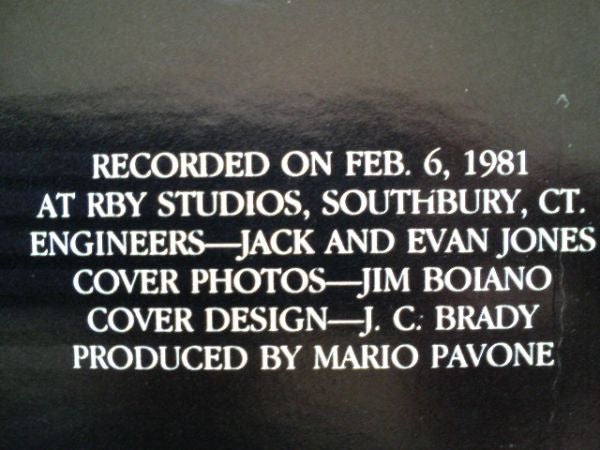 RECORDED ON FEB. 6, 1981
AT RBY STUDIOS, SOUTHBURY, CT.
ENGINEERS—JACK AND EVAN JONES
COVER PHOTOS—JIM BOIANO
COVER DESIGN—J. C. BRADY
PRODUCED BY MARIO PAVONE